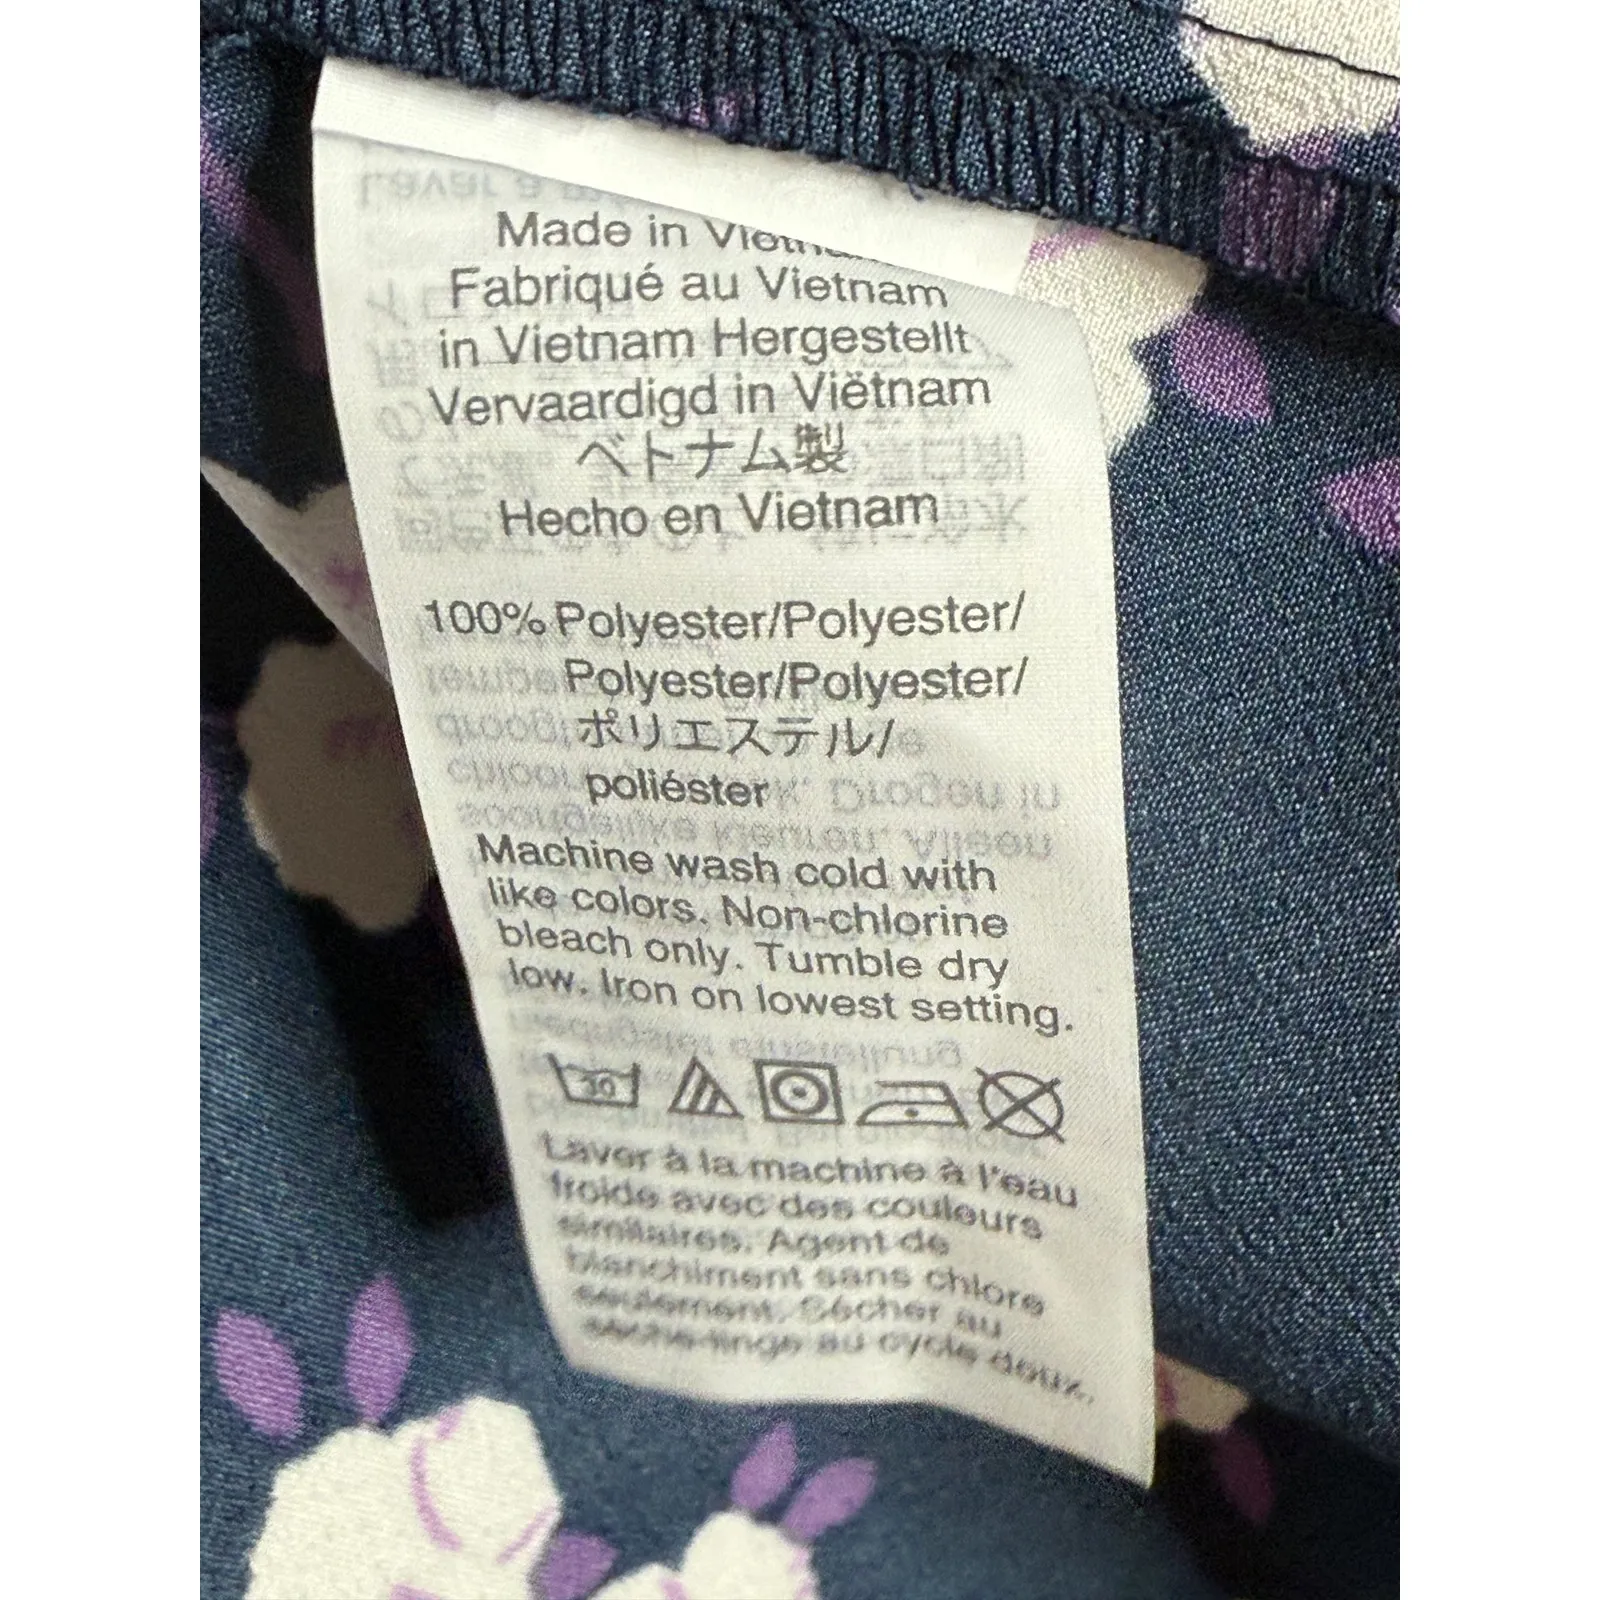 Made in Vietnam
Fabriqué au Vietnam
in Vietnam Hergestellt
Vervaardigd in Viëtnam
ベトナム製
Hecho en Vietnam
100% Polyester/Polyester/
Polyester/Polyester/
ポリエステル/
poliéster
Machine wash cold with
like colors. Non-chlorine
bleach only. Tumble dry
low. Iron on lowest setting.
30
Laver à la machine à l'eau
froide avec des couleurs
similaires. Agent de
blanchiment sans chlore
seulement. Sécher au
sèche-linge au cycle doux.